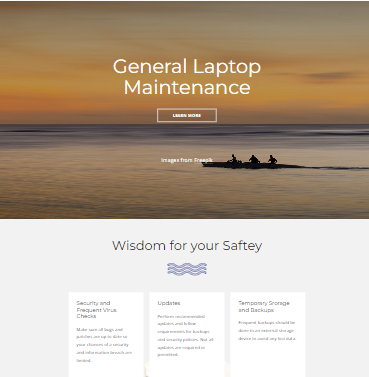 General Laptop
Maintenance
LEARN MORE
Images from Freepik
Wisdom for your Saftey
Security and
Frequent Virus
Checks
Make sure all bugs and
patches are up to date so
your chances of a security
and information breach are
limited.
Updates
Perform recommended
updates and follow
requirements for backups
and security policies. Not all
updates are required or
permitted.
Temporary Storage
and Backups
Frequent backups should be
done to an external storage
device to avoid any lost data.